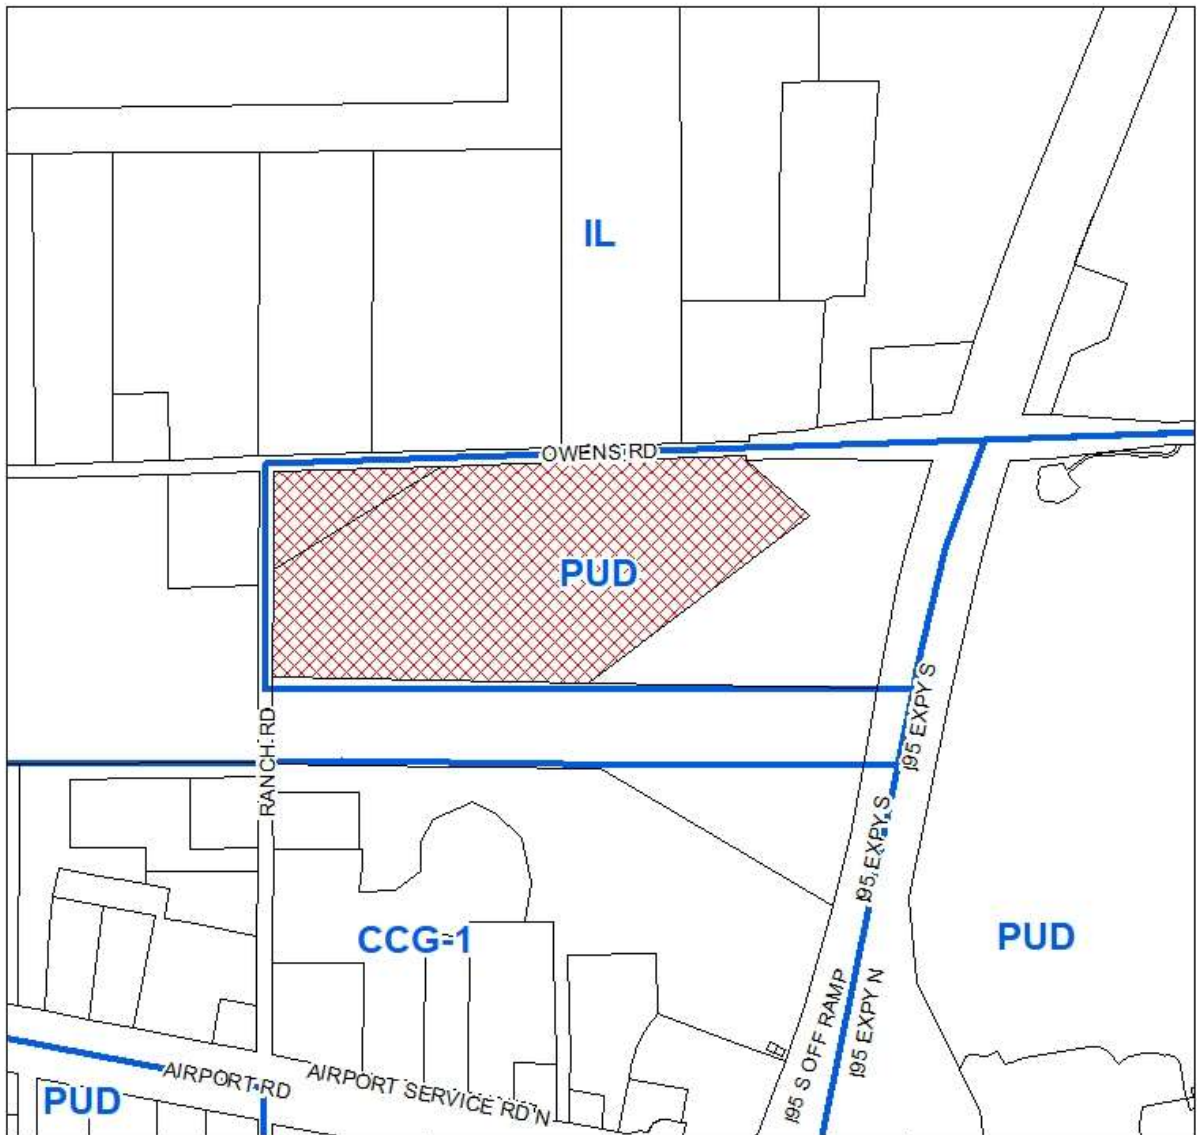 IL
OWENS RD
PUD
I95 EXPY S
RANCH RD
I95 EXPY S
CCG-1
PUD
I95 S OFF RAMP
I95 EXPY N
AIRPORT RD
AIRPORT SERVICE RD N
PUD